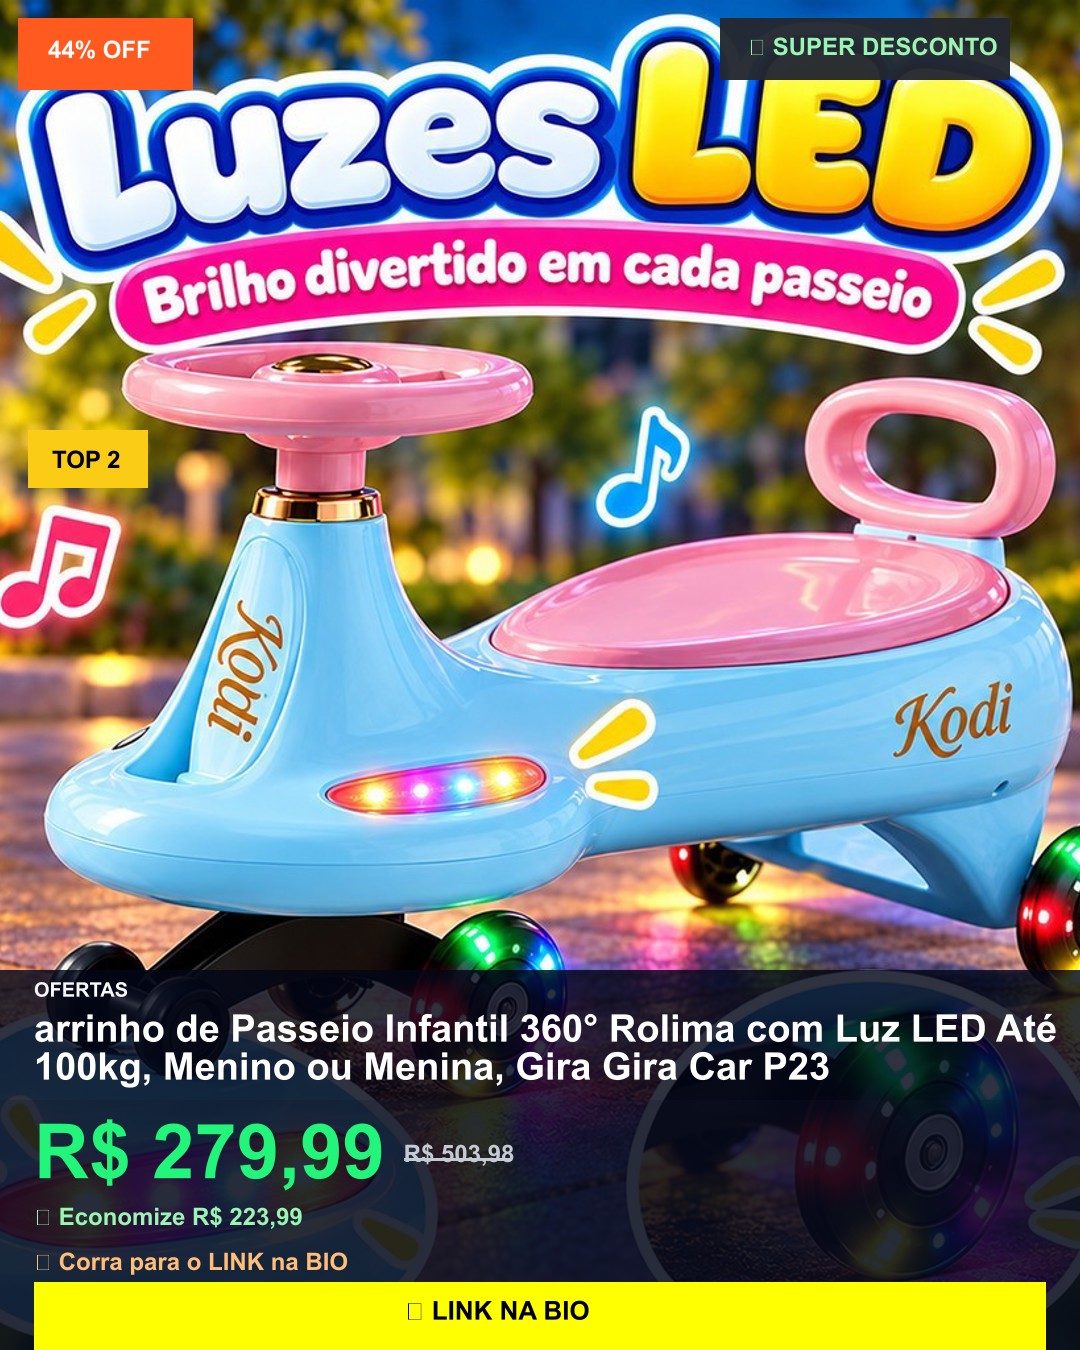 44% OFF
SUPER DESCONTO
Luzes LED
Brilho divertido em cada passeio
TOP 2
Kodi
Kodi
OFERTAS
arrinho de Passeio Infantil 360° Rolima com Luz LED Até
100kg, Menino ou Menina, Gira Gira Car P23
R$ 279,99 R$ 503,98
Economize R$ 223,99
Corra para o LINK na BIO
LINK NA BIO